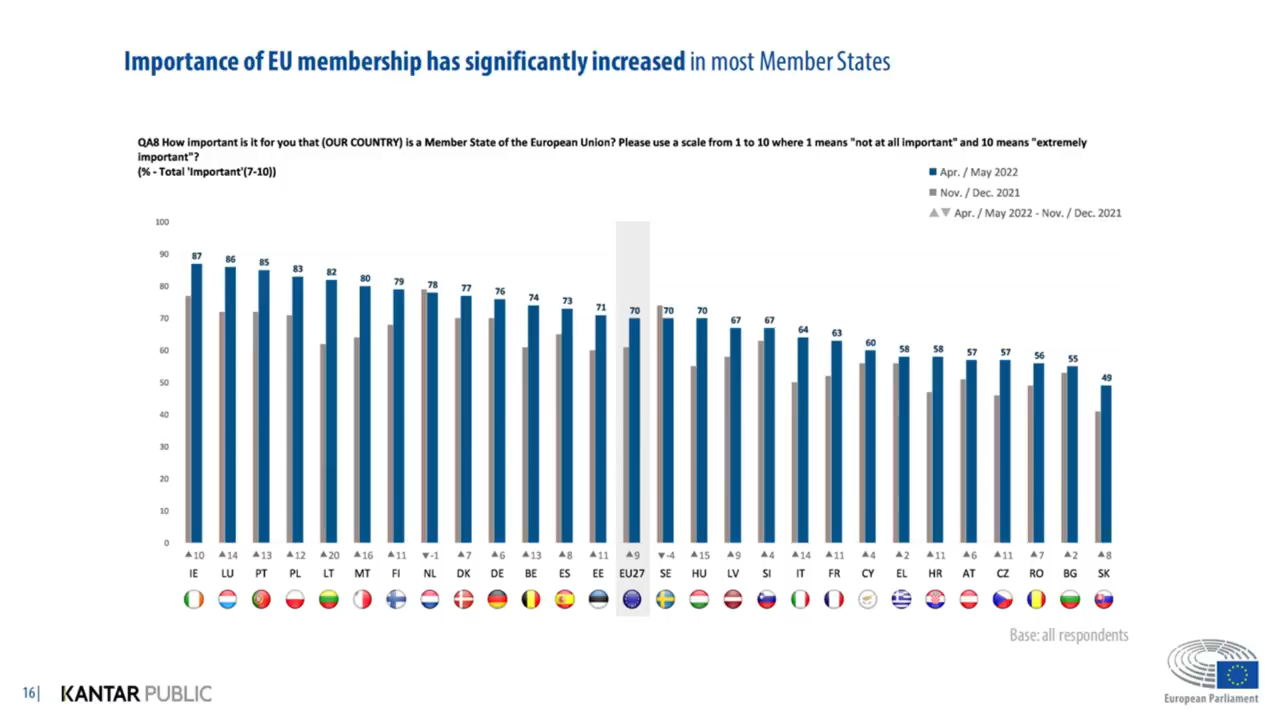 Importance of EU membership has significantly increased in most Member States
QA8 How important is it for you that (OUR COUNTRY) is a Member State of the European Union? Please use a scale from 1 to 10 where 1 means "not at all important" and 10 means "extremely
important"?
(% - Total 'Important'(7-10))
Apr. / May 2022
Nov. / Dec. 2021
▲▼ Apr. / May 2022 - Nov. / Dec. 2021
100
90
80
70
60
50
40
30
20
10
0
87 86 85 83 82 80 79 78 77 76 74 73 71 70 70 70 67 67 64 63 60 58 58 57 57 56 55 49
▲10 ▲14 ▲13 ▲12 ▲20 ▲16 ▲11 ▼-1 ▲7 ▲6 ▲13 ▲8 ▲11 ▲9 ▼-4 ▲15 ▲9 ▲4 ▲14 ▲11 ▲4 ▲2 ▲11 ▲6 ▲11 ▲7 ▲2 ▲8
IE LU PT PL LT MT FI NL DK DE BE ES EE EU27 SE HU LV SI IT FR CY EL HR AT CZ RO BG SK
Base: all respondents
16|
KANTAR PUBLIC
European Parliament